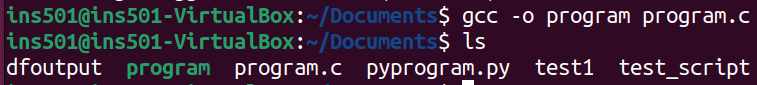 ins501@ins501-VirtualBox:~/Documents$ gcc -o program program.c
ins501@ins501-VirtualBox:~/Documents$ ls
dfoutput program program.c pyprogram.py test1 test_script